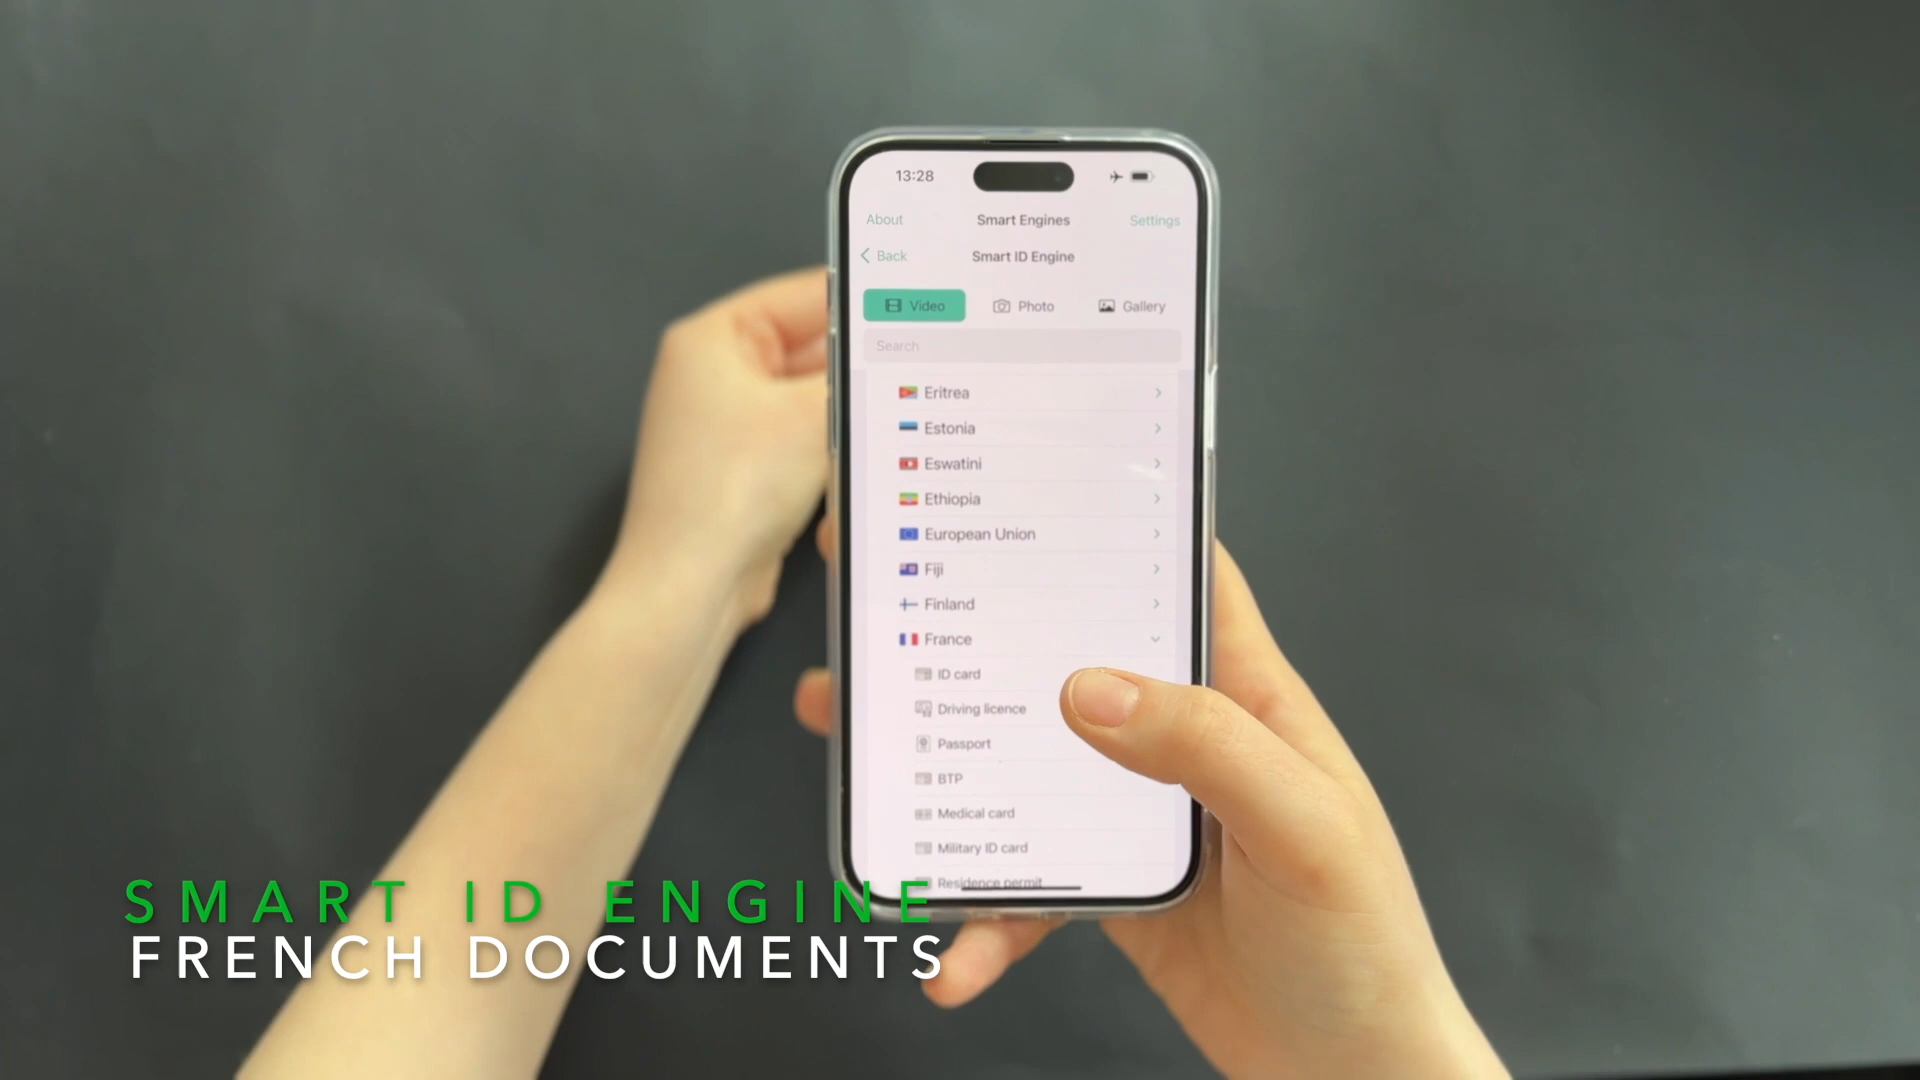 13:28
About Smart Engines Settings
Back Smart ID Engine
Video Photo Gallery
Search
Eritrea
Estonia
Eswatini
Ethiopia
European Union
Fiji
Finland
France
ID card
Driving licence
Passport
BTP
Medical card
Military ID card
Residence permit
SMART ID ENGINE
FRENCH DOCUMENTS